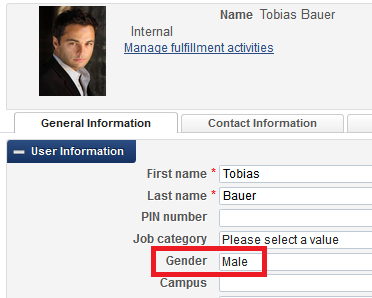 Name Tobias Bauer
Internal
Manage fulfillment activities
General Information Contact Information
User Information
First name * Tobias
Last name * Bauer
PIN number
Job category Please select a value
Gender Male
Campus